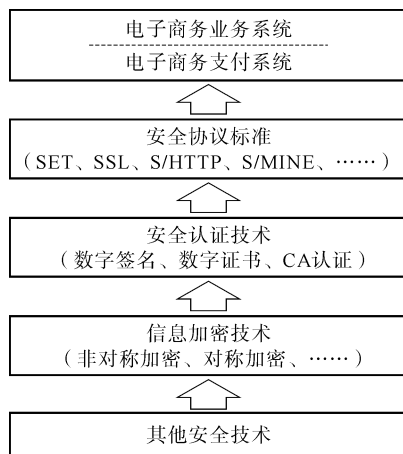 电子商务业务系统
电子商务支付系统
安全协议标准
（SET、SSL、S/HTTP、S/MINE、……）
安全认证技术
（数字签名、数字证书、CA认证）
信息加密技术
（非对称加密、对称加密、……）
其他安全技术